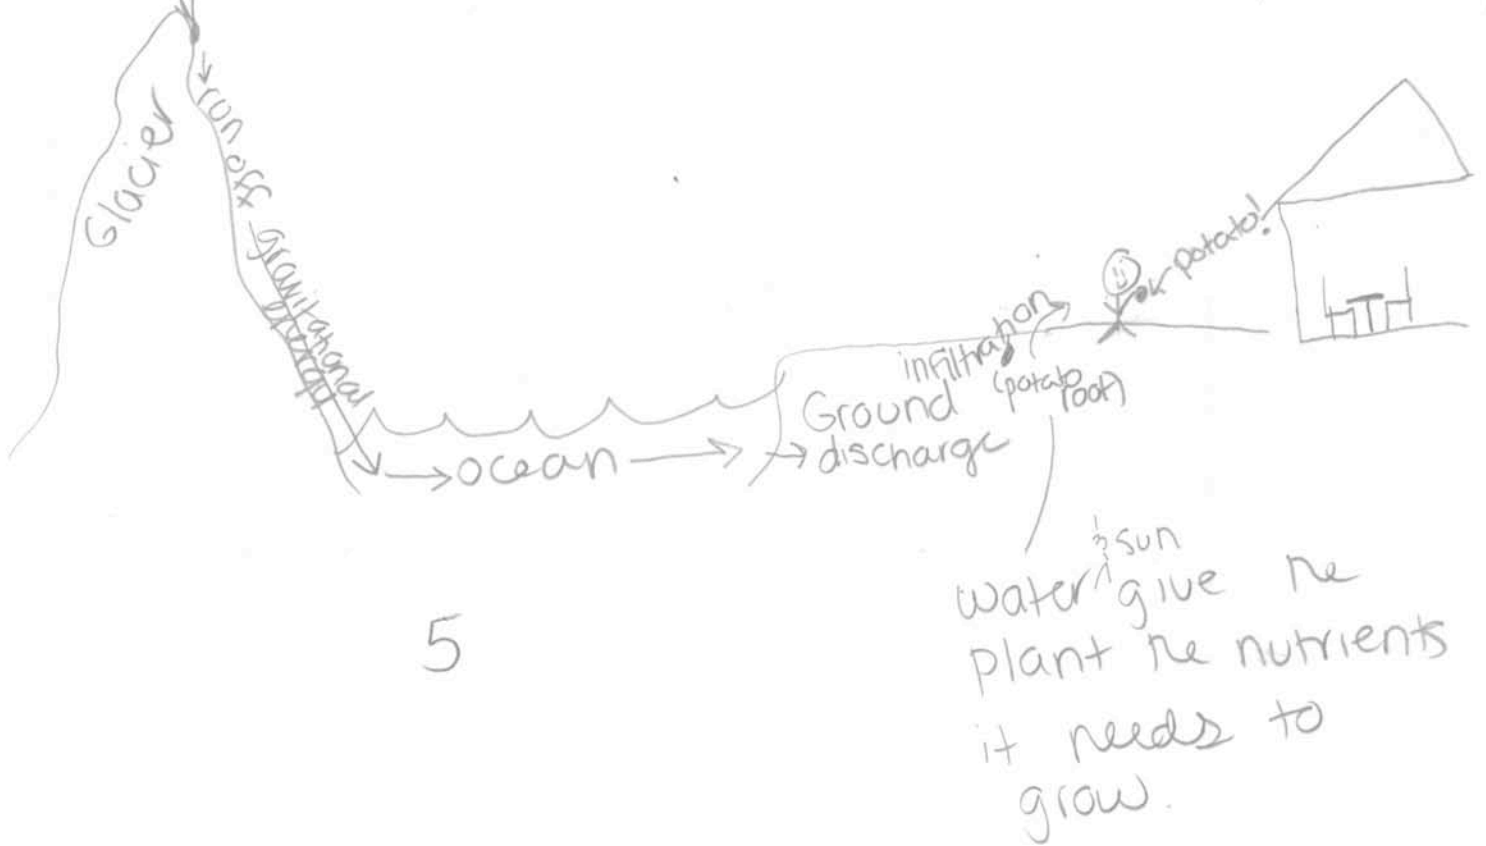 Glacier
run off gravitational
ocean
Ground
discharge
infiltration
(potato
root)
potato!
& sun
water ^ give the
plant the nutrients
it needs to
grow.
5